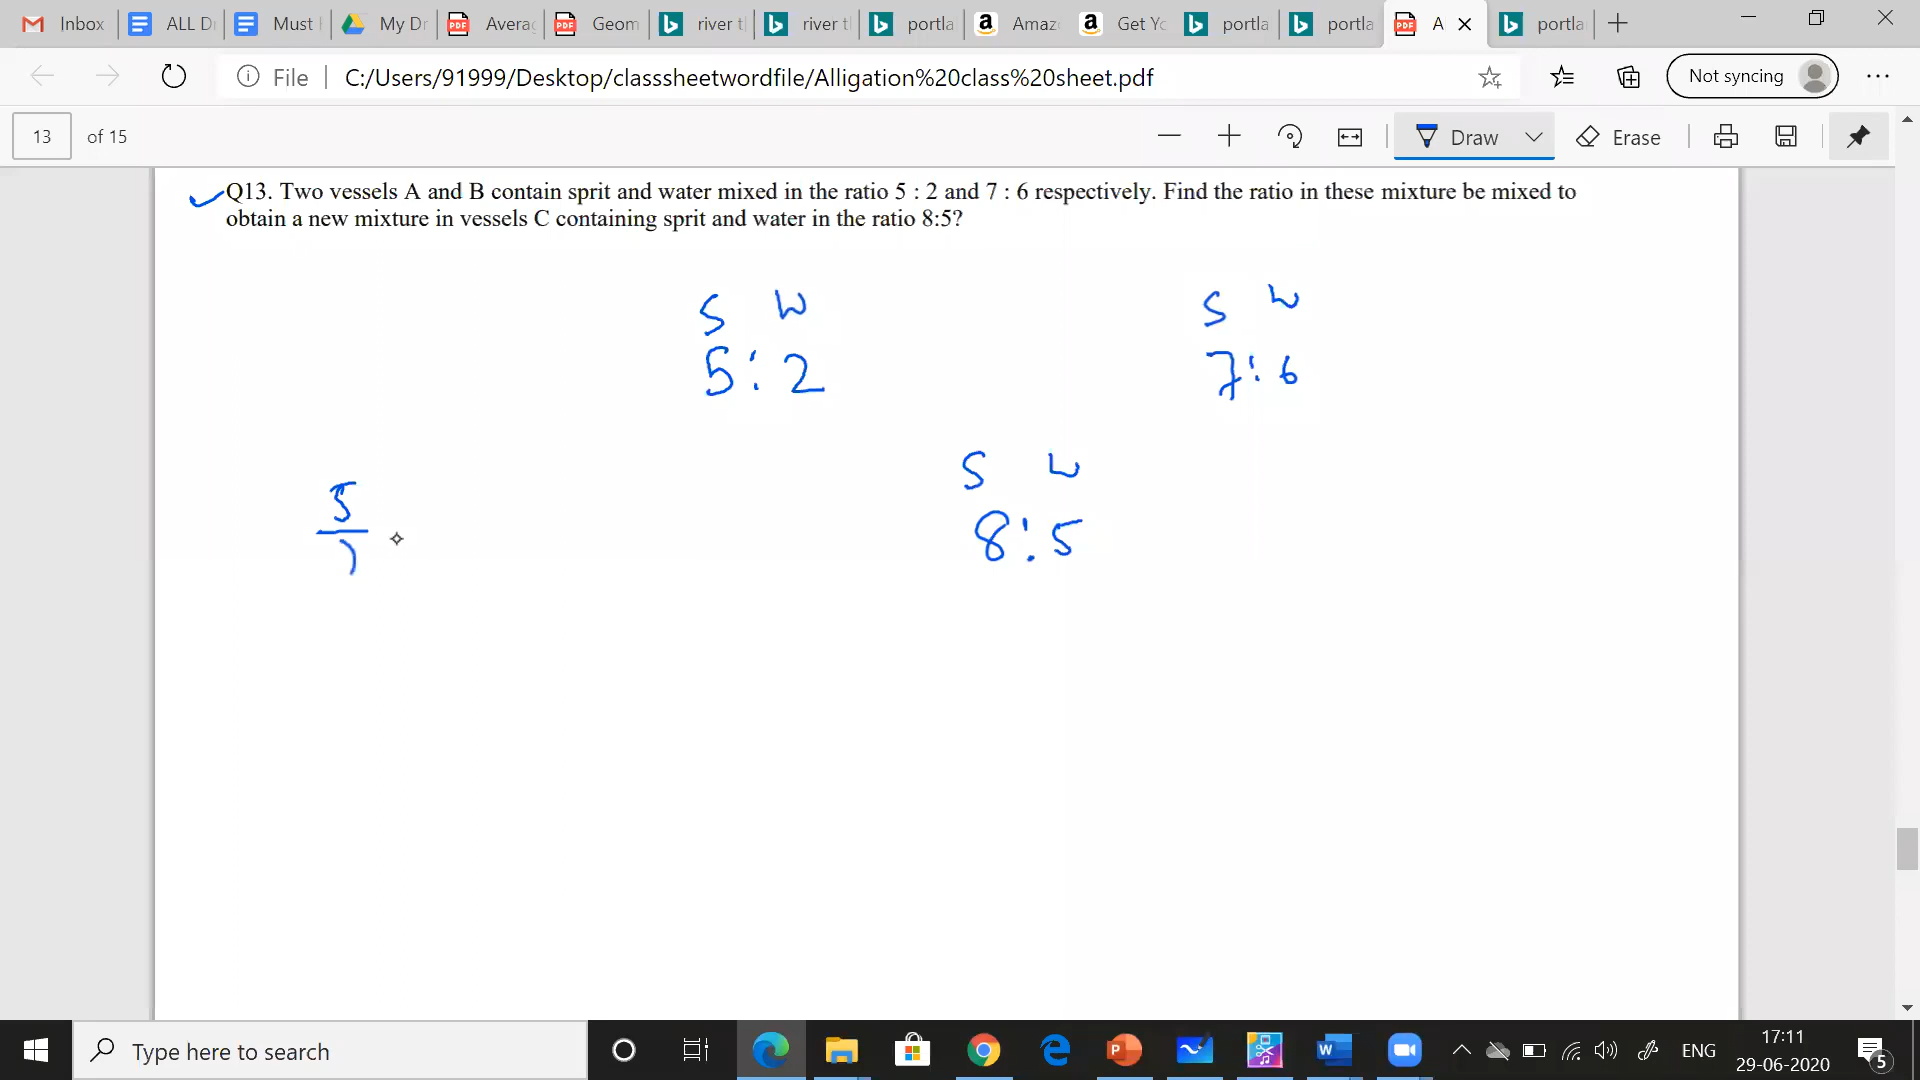 Inbox ALL D Must My Dr Averag Geom river t river t portla Amaz Get Yo portla portla A portla
File C:/Users/91999/Desktop/classsheetwordfile/Alligation%20class%20sheet.pdf Not syncing
13 of 15 Draw Erase
Q13. Two vessels A and B contain sprit and water mixed in the ratio 5 : 2 and 7 : 6 respectively. Find the ratio in these mixture be mixed to
obtain a new mixture in vessels C containing sprit and water in the ratio 8:5?
S W S W
5:2 7:6
S W
8:5
5
Type here to search ENG 17:11
29-06-2020 5